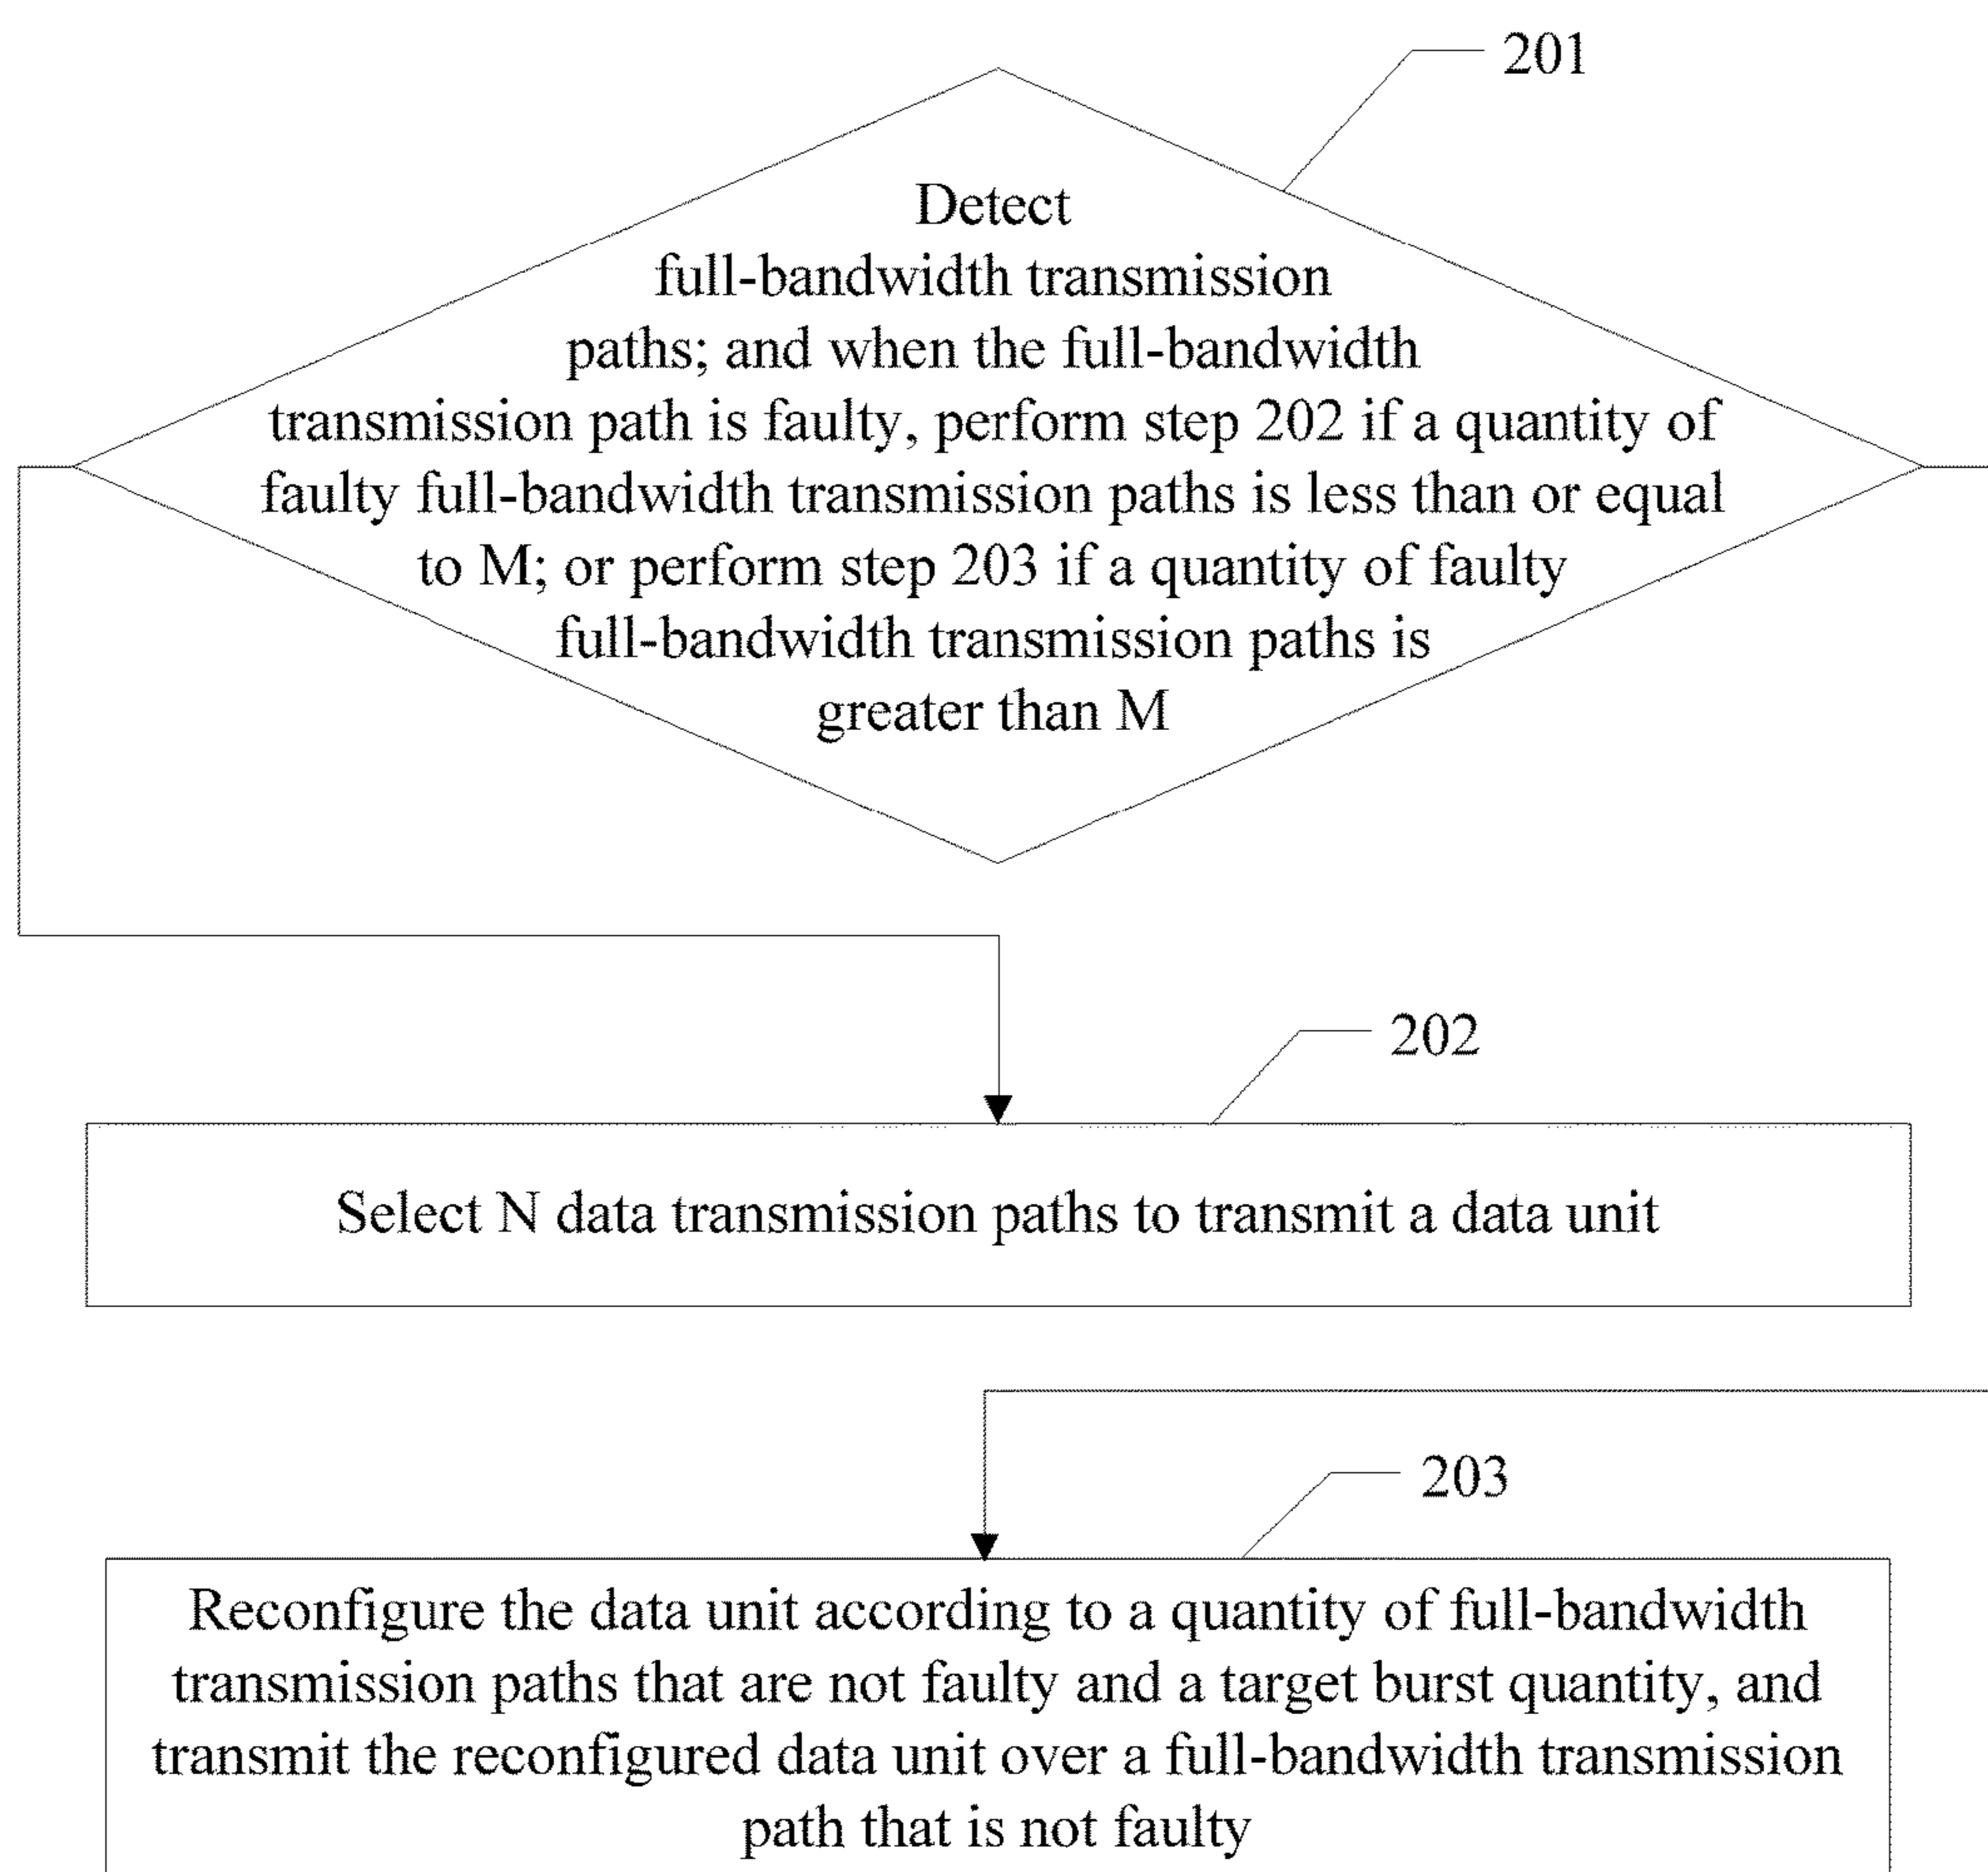 201
Detect
full-bandwidth transmission
paths; and when the full-bandwidth
transmission path is faulty, perform step 202 if a quantity of
faulty full-bandwidth transmission paths is less than or equal
to M; or perform step 203 if a quantity of faulty
full-bandwidth transmission paths is
greater than M
202
Select N data transmission paths to transmit a data unit
203
Reconfigure the data unit according to a quantity of full-bandwidth
transmission paths that are not faulty and a target burst quantity, and
transmit the reconfigured data unit over a full-bandwidth transmission
path that is not faulty